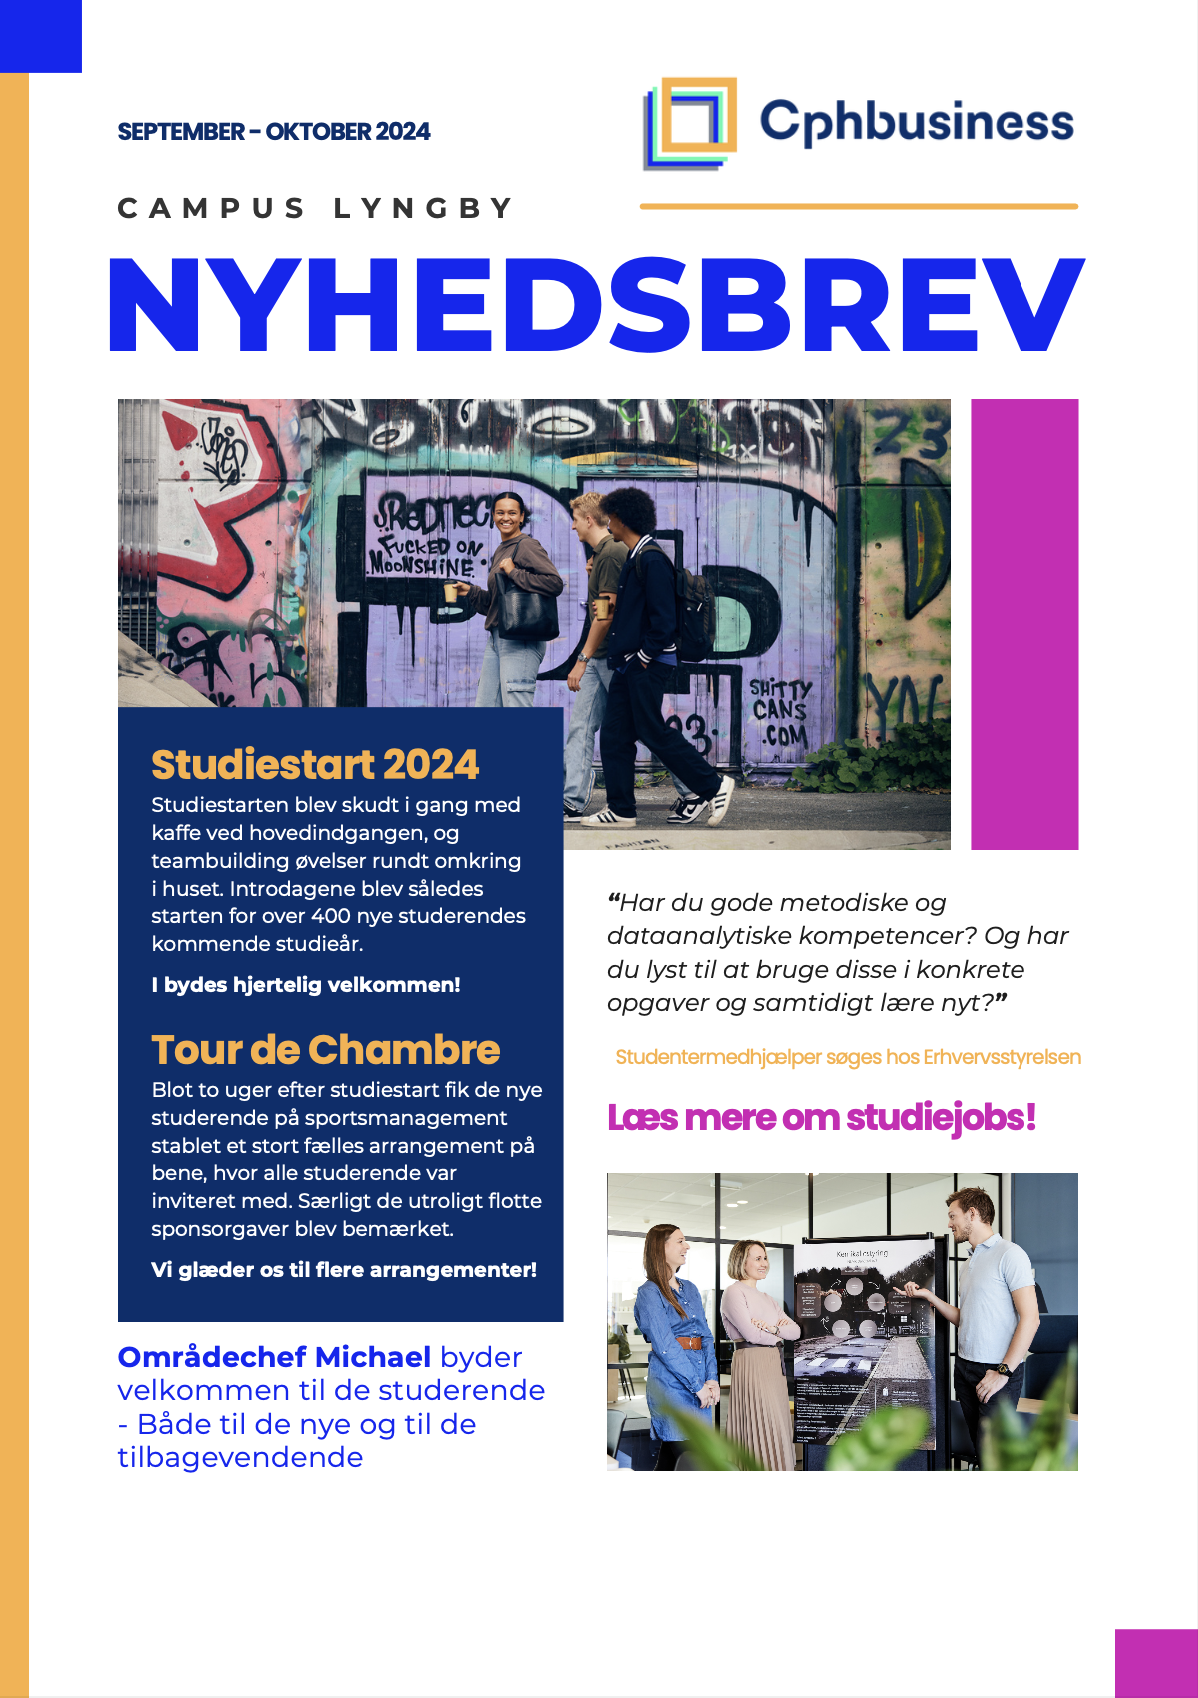 SEPTEMBER - OKTOBER 2024
Cphbusiness
CAMPUS LYNGBY
NYHEDSBREV
SREDNECK
FUCKED ON
MOONSHINE
SHITTY
CANS
.COM
23
YN
Studiestart 2024
Studiestarten blev skudt i gang med
kaffe ved hovedindgangen, og
teambuilding øvelser rundt omkring
i huset. Introdagene blev således
starten for over 400 nye studerendes
kommende studieår.
I bydes hjertelig velkommen!
Tour de Chambre
Blot to uger efter studiestart fik de nye
studerende på sportsmanagement
stablet et stort fælles arrangement på
bene, hvor alle studerende var
inviteret med. Særligt de utroligt flotte
sponsorgaver blev bemærket.
Vi glæder os til flere arrangementer!
Områdechef Michael byder
velkommen til de studerende
- Både til de nye og til de
tilbagevendende
“Har du gode metodiske og
dataanalytiske kompetencer? Og har
du lyst til at bruge disse i konkrete
opgaver og samtidigt lære nyt?”
Studentermedhjælper søges hos Erhvervsstyrelsen
Læs mere om studiejobs!